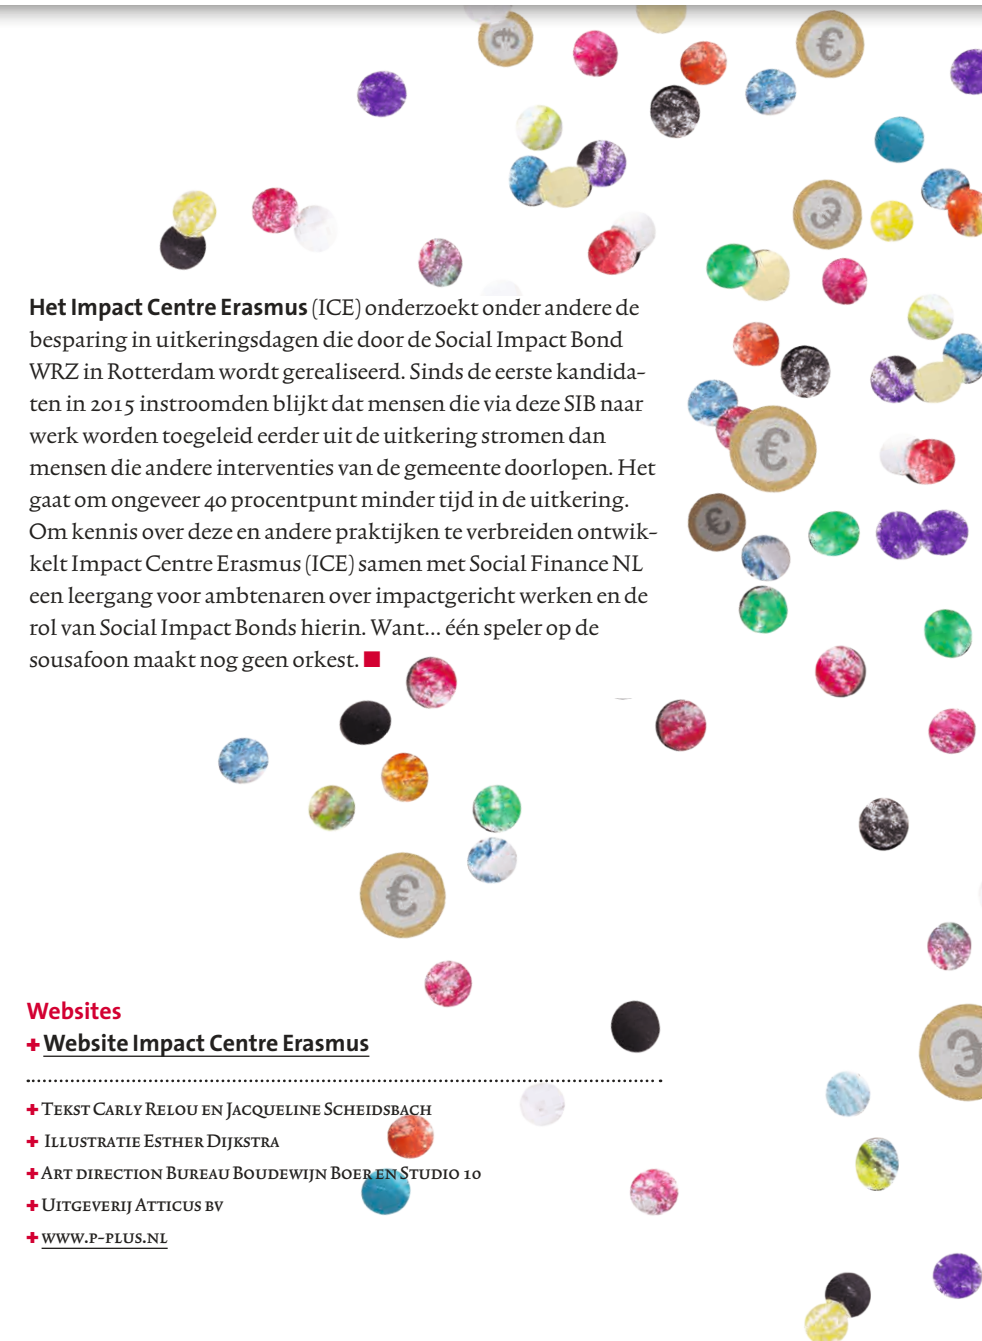 Het Impact Centre Erasmus (ICE) onderzoekt onder andere de
besparing in uitkeringsdagen die door de Social Impact Bond
WRZ in Rotterdam wordt gerealiseerd. Sinds de eerste kandida-
ten in 2015 instroomden blijkt dat mensen die via deze SIB naar
werk worden toegeleid eerder uit de uitkering stromen dan
mensen die andere interventies van de gemeente doorlopen. Het
gaat om ongeveer 40 procentpunt minder tijd in de uitkering.
Om kennis over deze en andere praktijken te verbreiden ontwik-
kelt Impact Centre Erasmus (ICE) samen met Social Finance NL
een leergang voor ambtenaren over impactgericht werken en de
rol van Social Impact Bonds hierin. Want... één speler op de
sousafoon maakt nog geen orkest. ■
Websites
+ Website Impact Centre Erasmus
+ Tekst Carly Relou en Jacqueline Scheidsbach
+ Illustratie Esther Dijkstra
+ Art direction Bureau Boudewijn Boer en Studio 10
+ Uitgeverij Atticus bv
+ www.p-plus.nl